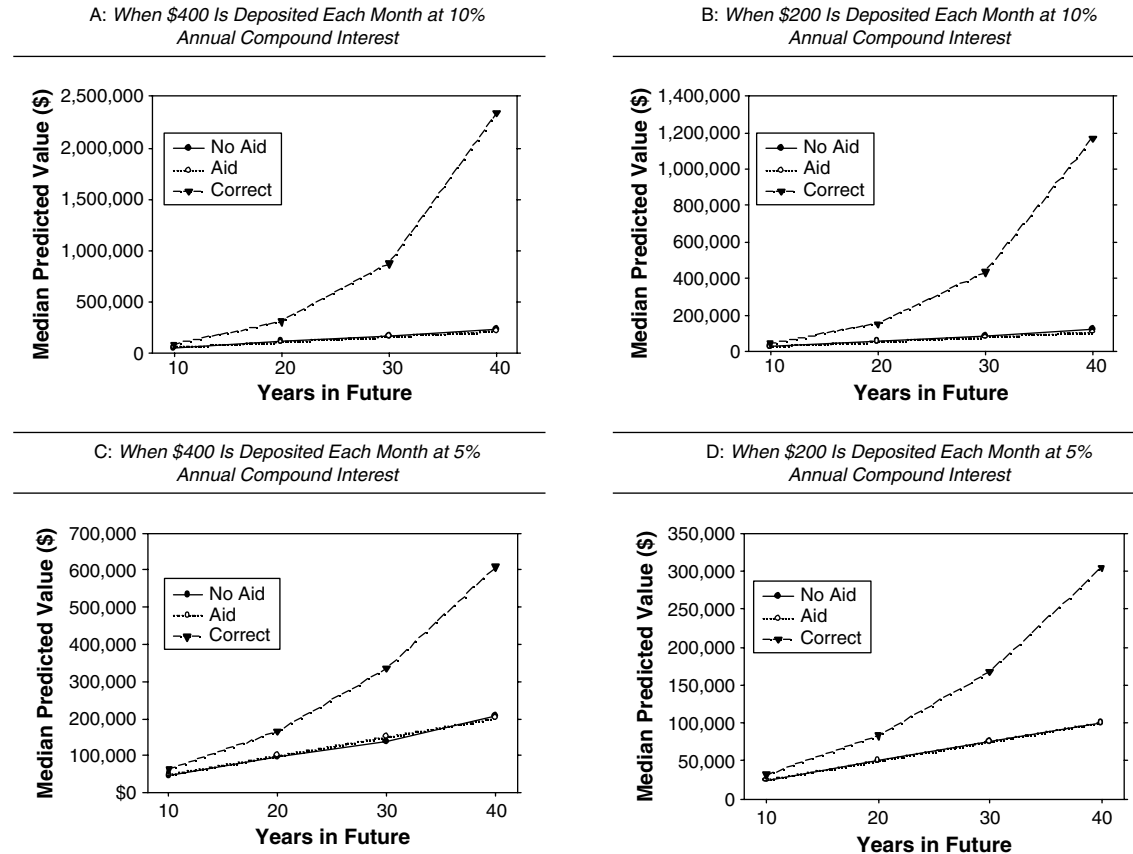 A: When $400 Is Deposited Each Month at 10%
Annual Compound Interest
Median Predicted Value ($)
2,500,000
2,000,000
1,500,000
1,000,000
500,000
0
No Aid
Aid
Correct
10 20 30 40
Years in Future
B: When $200 Is Deposited Each Month at 10%
Annual Compound Interest
Median Predicted Value ($)
1,400,000
1,200,000
1,000,000
800,000
600,000
400,000
200,000
0
No Aid
Aid
Correct
10 20 30 40
Years in Future
C: When $400 Is Deposited Each Month at 5%
Annual Compound Interest
Median Predicted Value ($)
700,000
600,000
500,000
400,000
300,000
200,000
100,000
$0
No Aid
Aid
Correct
10 20 30 40
Years in Future
D: When $200 Is Deposited Each Month at 5%
Annual Compound Interest
Median Predicted Value ($)
350,000
300,000
250,000
200,000
150,000
100,000
50,000
0
No Aid
Aid
Correct
10 20 30 40
Years in Future